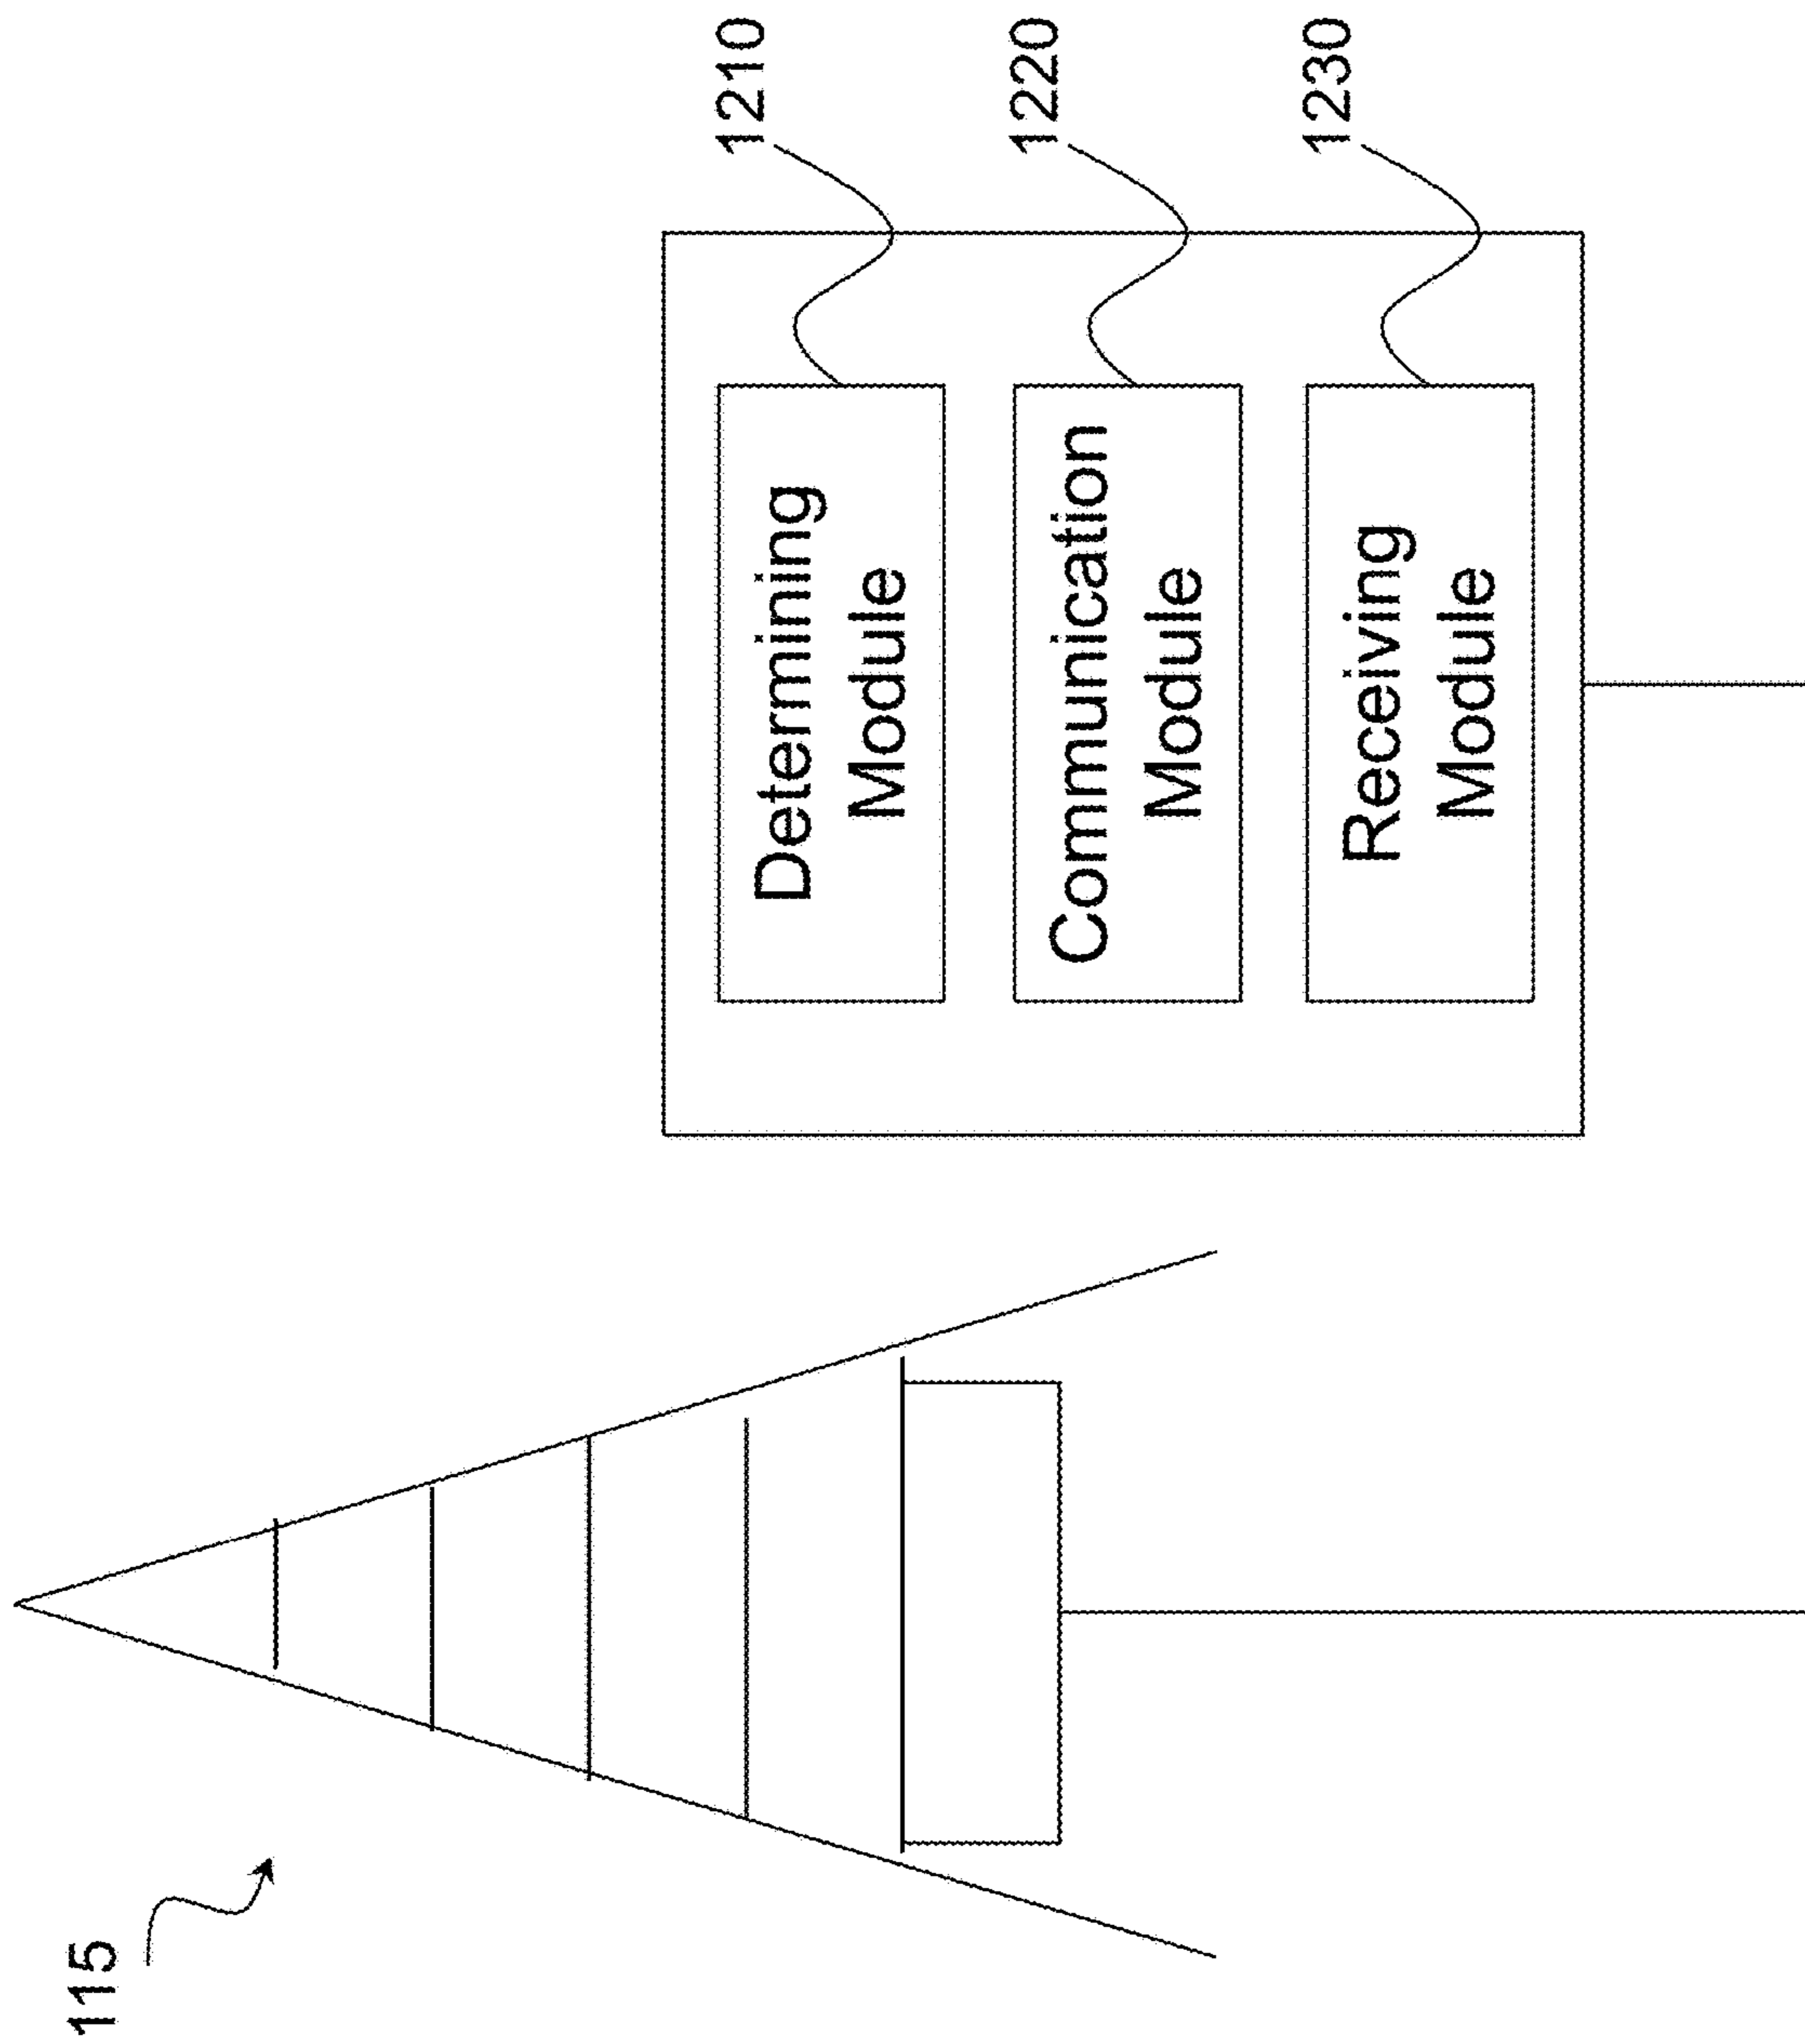 115
Determining
Module
1210
Communication
Module
1220
Receiving
Module
1230